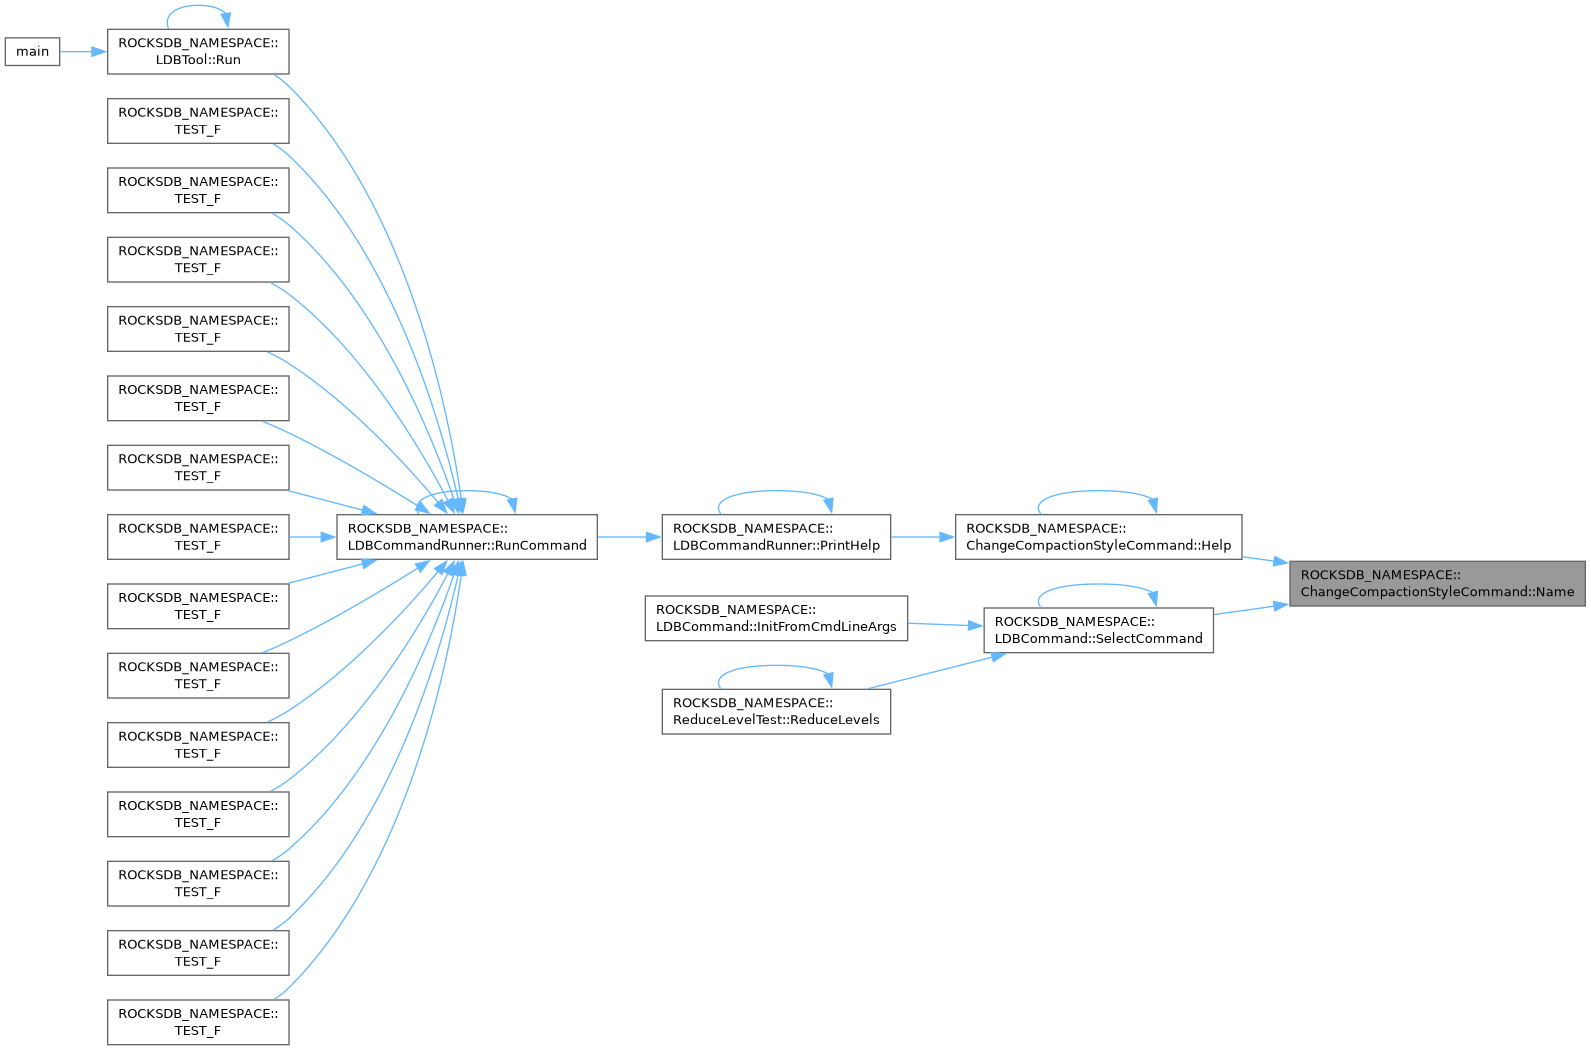 main
ROCKSDB_NAMESPACE::
LDBTool::Run
ROCKSDB_NAMESPACE::
TEST_F
ROCKSDB_NAMESPACE::
TEST_F
ROCKSDB_NAMESPACE::
TEST_F
ROCKSDB_NAMESPACE::
TEST_F
ROCKSDB_NAMESPACE::
TEST_F
ROCKSDB_NAMESPACE::
TEST_F
ROCKSDB_NAMESPACE::
TEST_F
ROCKSDB_NAMESPACE::
TEST_F
ROCKSDB_NAMESPACE::
TEST_F
ROCKSDB_NAMESPACE::
TEST_F
ROCKSDB_NAMESPACE::
TEST_F
ROCKSDB_NAMESPACE::
TEST_F
ROCKSDB_NAMESPACE::
TEST_F
ROCKSDB_NAMESPACE::
TEST_F
ROCKSDB_NAMESPACE::
LDBCommandRunner::RunCommand
ROCKSDB_NAMESPACE::
LDBCommandRunner::PrintHelp
ROCKSDB_NAMESPACE::
LDBCommand::InitFromCmdLineArgs
ROCKSDB_NAMESPACE::
ReduceLevelTest::ReduceLevels
ROCKSDB_NAMESPACE::
ChangeCompactionStyleCommand::Help
ROCKSDB_NAMESPACE::
LDBCommand::SelectCommand
ROCKSDB_NAMESPACE::
ChangeCompactionStyleCommand::Name